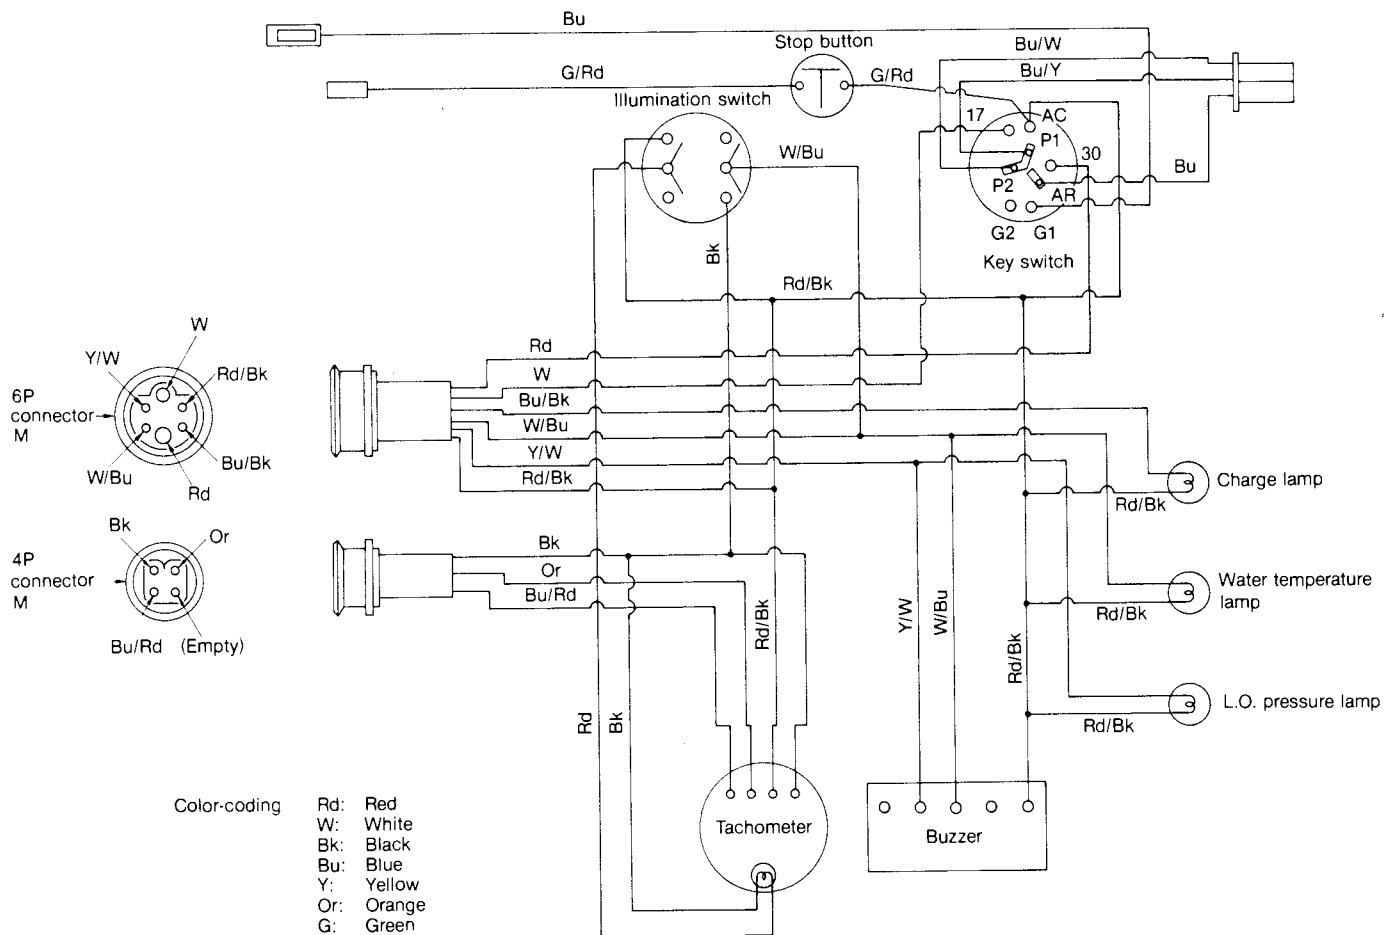 Bu
Stop button
G/Rd
G/Rd
Illumination switch
Bu/W
Bu/Y
17
AC
P1
30
W/Bu
P2
AR
Bu
G2
G1
Key switch
Bk
Rd/Bk
W
Y/W
Rd/Bk
6P
connector
M
W/Bu
Rd
Bu/Bk
Rd
W
Bu/Bk
W/Bu
Y/W
Rd/Bk
Charge lamp
Rd/Bk
Bk
Or
4P
connector
M
Bu/Rd
(Empty)
Bk
Or
Bu/Rd
Rd/Bk
Y/W
W/Bu
Rd/Bk
Water temperature
lamp
Rd/Bk
L.O. pressure lamp
Rd/Bk
Rd
Bk
Tachometer
Buzzer
Color-coding
Rd: Red
W: White
Bk: Black
Bu: Blue
Y: Yellow
Or: Orange
G: Green